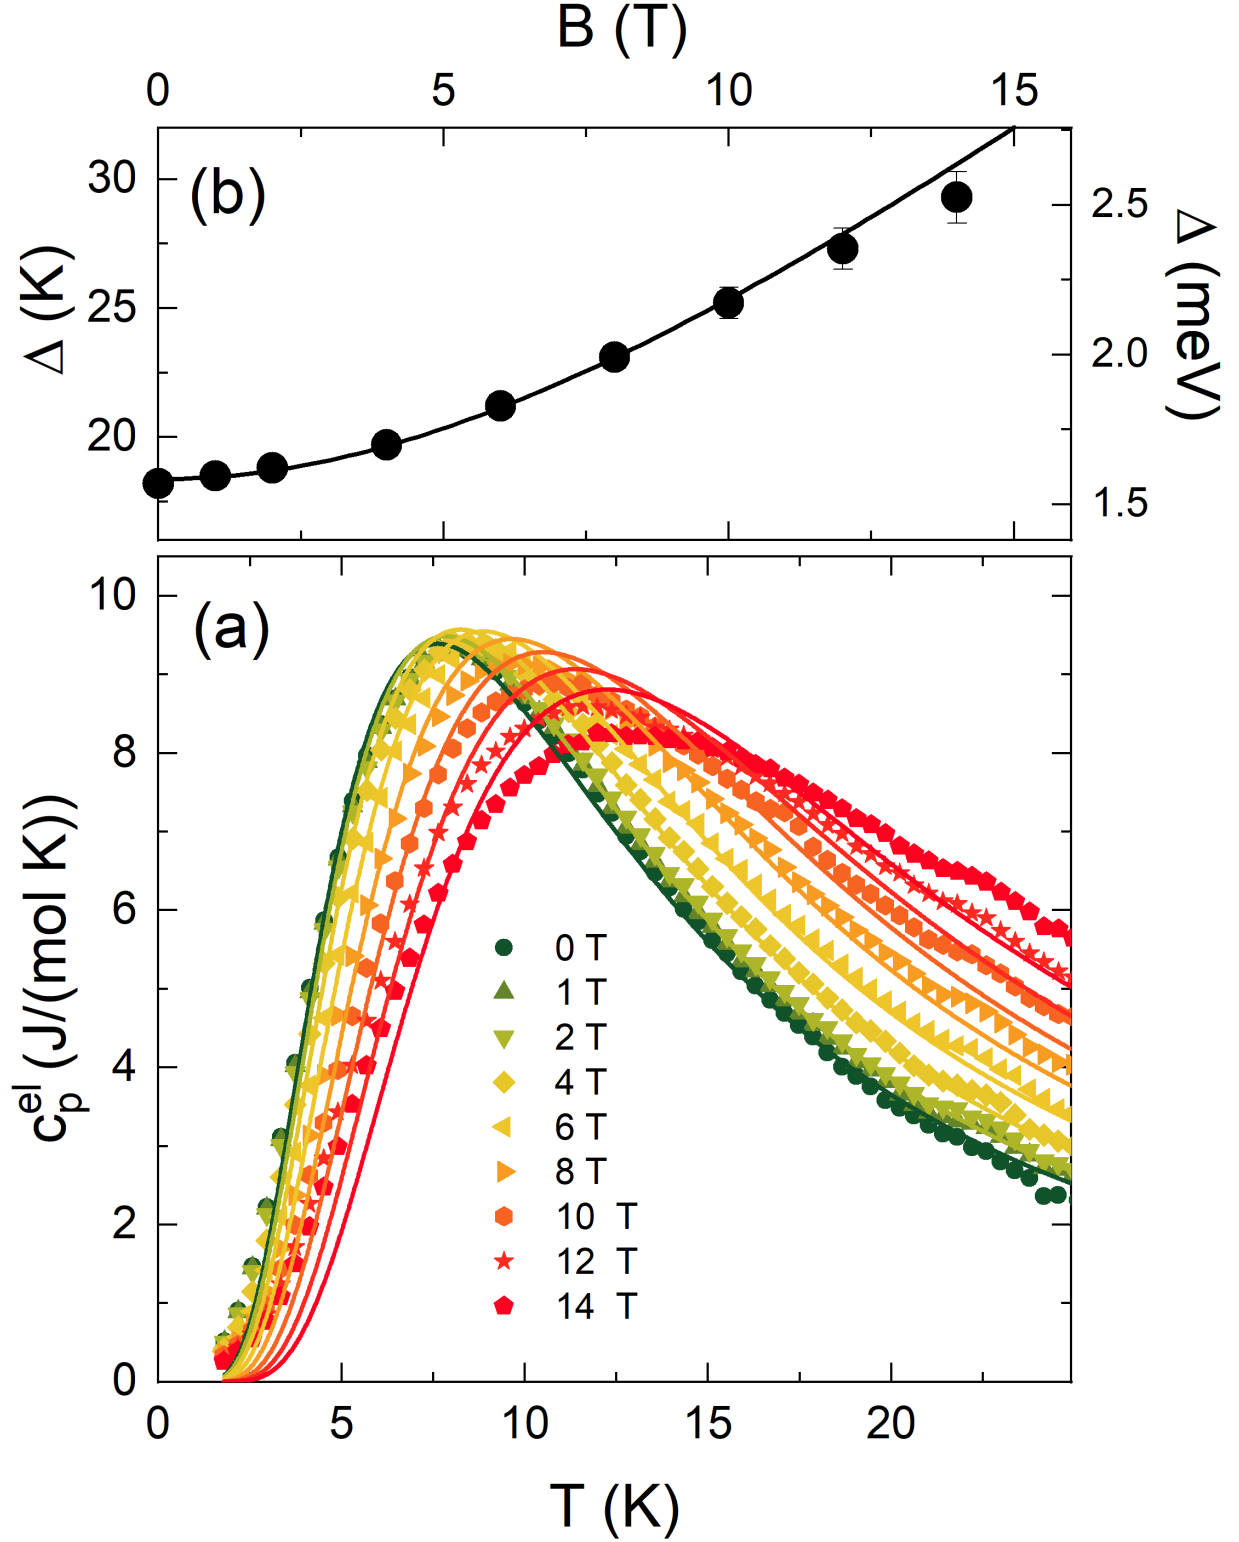 B (T)
0 5 10 15
(b)
30
25
20
Δ (K)
2.5
2.0
1.5
Δ (meV)
(a)
10
8
6
4
2
0
c_p^el (J/(mol K))
0 T
1 T
2 T
4 T
6 T
8 T
10 T
12 T
14 T
0 5 10 15 20
T (K)